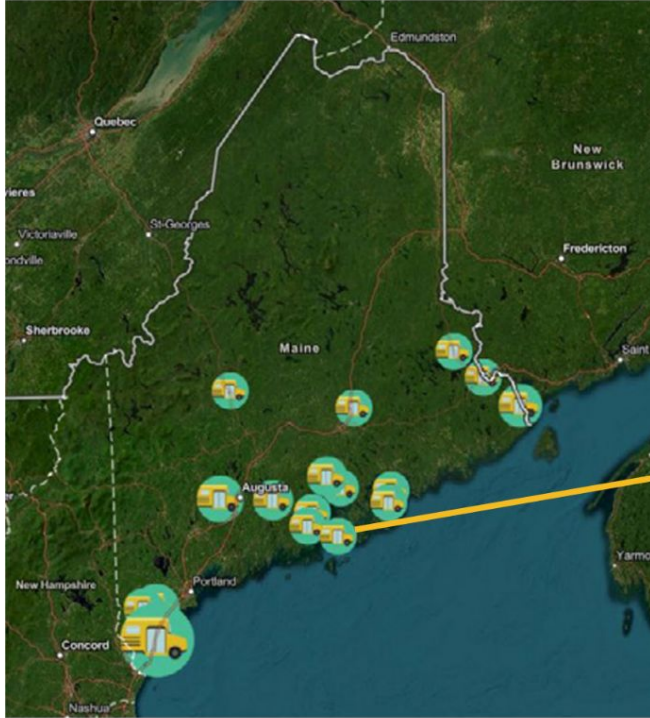 Edmundston
Quebec
New
Brunswick
vieres
St-Georges
Victoriaville
ondville
Fredericton
Sherbrooke
Maine
Saint
Augusta
er
Yarmo
New Hampshire
Portland
Concord
Nashua